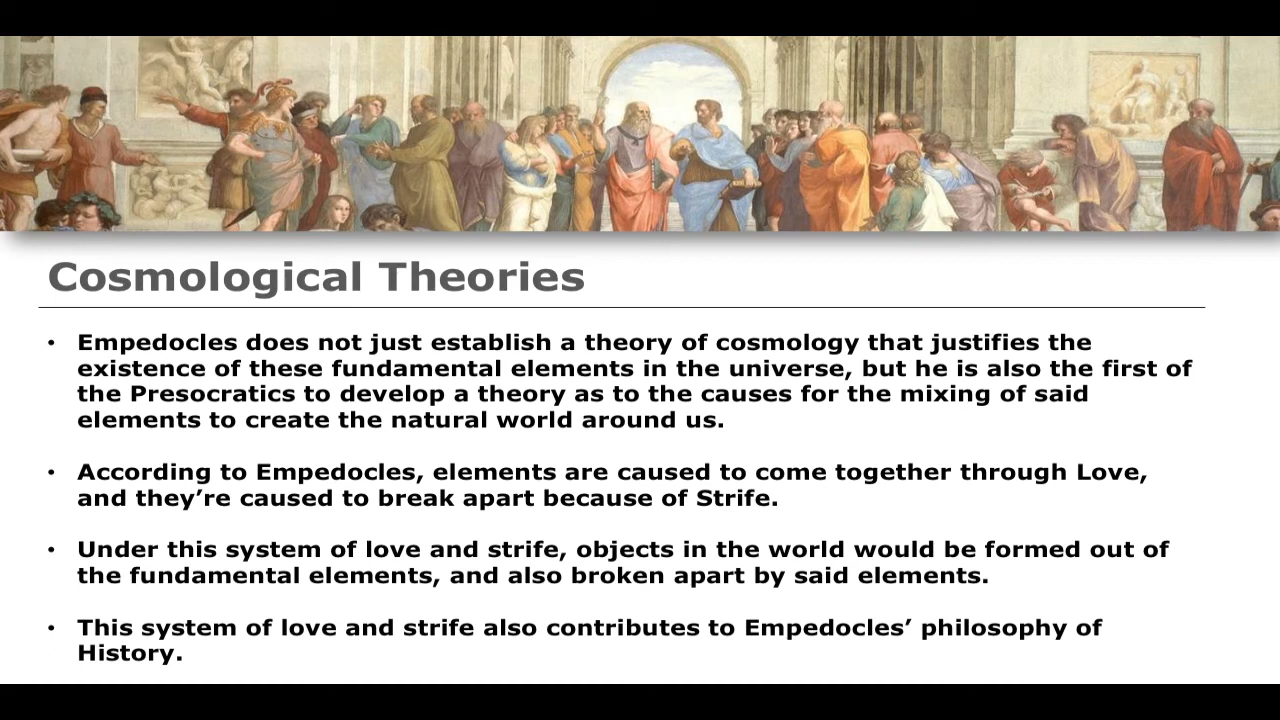 Cosmological Theories
• Empedocles does not just establish a theory of cosmology that justifies the
existence of these fundamental elements in the universe, but he is also the first of
the Presocratics to develop a theory as to the causes for the mixing of said
elements to create the natural world around us.
• According to Empedocles, elements are caused to come together through Love,
and they’re caused to break apart because of Strife.
• Under this system of love and strife, objects in the world would be formed out of
the fundamental elements, and also broken apart by said elements.
• This system of love and strife also contributes to Empedocles’ philosophy of
History.